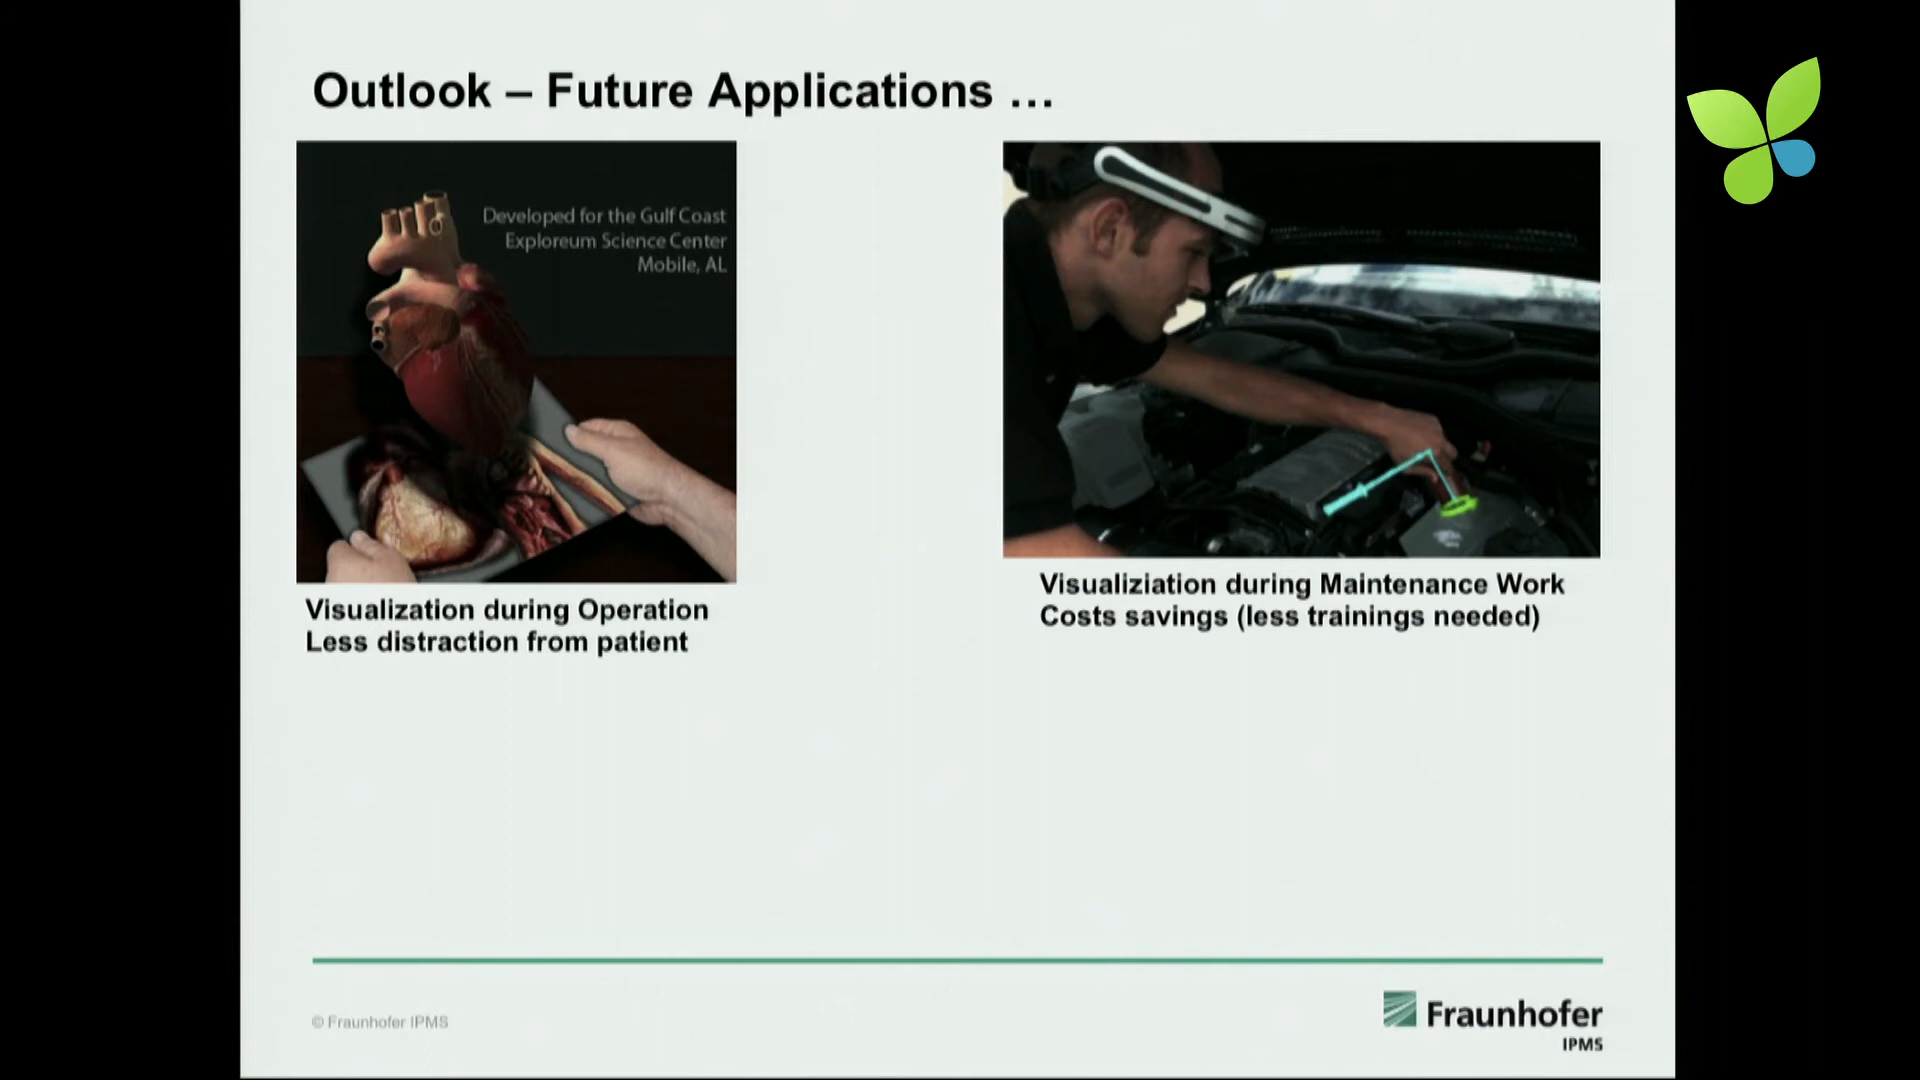 Outlook – Future Applications …
Developed for the Gulf Coast
Exploreum Science Center
Mobile, AL
Visualization during Operation
Less distraction from patient
Visualiziation during Maintenance Work
Costs savings (less trainings needed)
© Fraunhofer IPMS
Fraunhofer
IPMS